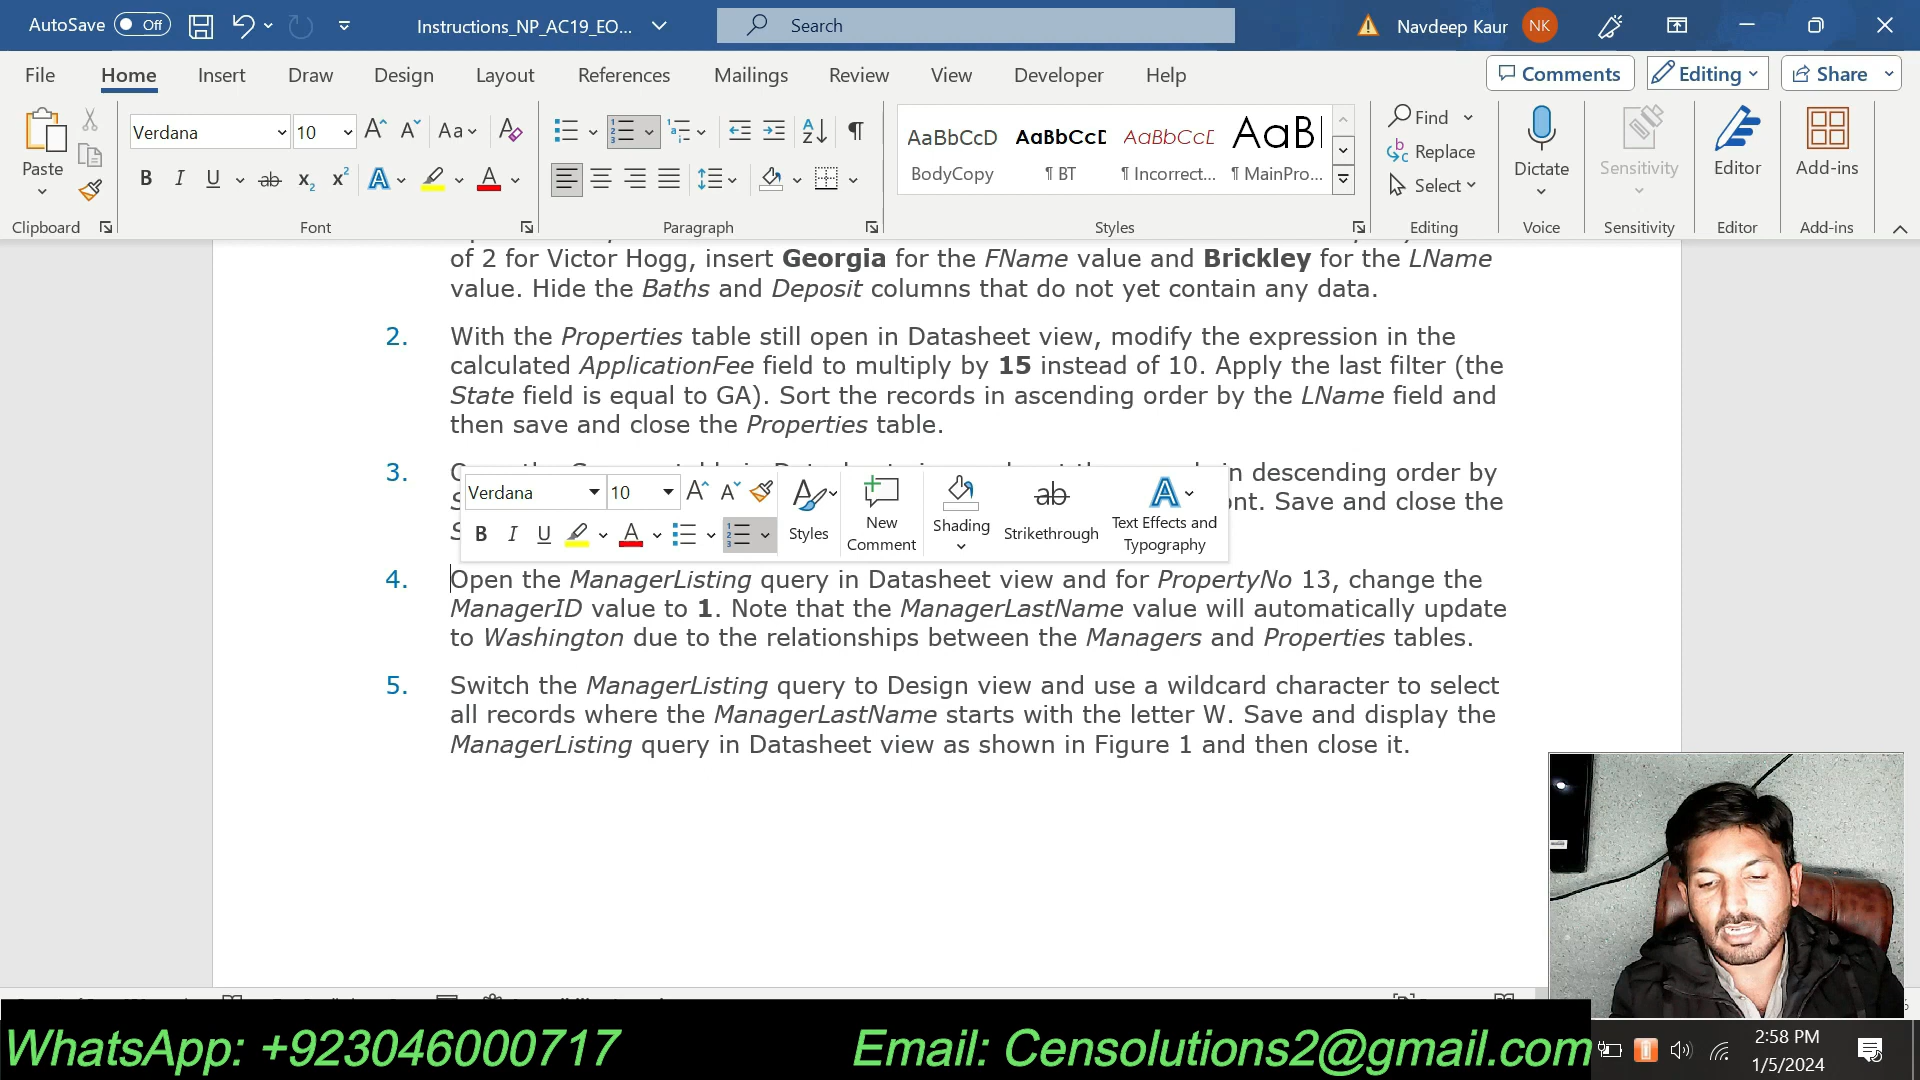 AutoSave Off Instructions_NP_AC19_EO... Search Navdeep Kaur NK
File Home Insert Draw Design Layout References Mailings Review View Developer Help Comments Editing Share
Paste Verdana 10 Aa AaBbCcD AaBbCcD AaBbCcD AaB Find Replace Select Dictate Sensitivity Editor Add-ins
B I U ab x₂ x² A A BodyCopy ¶ BT ¶ Incorrect... ¶ MainPro...
Clipboard Font Paragraph Styles Editing Voice Sensitivity Editor Add-ins
of 2 for Victor Hogg, insert Georgia for the FName value and Brickley for the LName
value. Hide the Baths and Deposit columns that do not yet contain any data.
2. With the Properties table still open in Datasheet view, modify the expression in the
calculated ApplicationFee field to multiply by 15 instead of 10. Apply the last filter (the
State field is equal to GA). Sort the records in ascending order by the LName field and
then save and close the Properties table.
3. in descending order by
Save and close the
Verdana 10 Styles New Comment Shading Strikethrough Text Effects and Typography
B I U A
4. Open the ManagerListing query in Datasheet view and for PropertyNo 13, change the
ManagerID value to 1. Note that the ManagerLastName value will automatically update
to Washington due to the relationships between the Managers and Properties tables.
5. Switch the ManagerListing query to Design view and use a wildcard character to select
all records where the ManagerLastName starts with the letter W. Save and display the
ManagerListing query in Datasheet view as shown in Figure 1 and then close it.
WhatsApp: +923046000717 Email: Censolutions2@gmail.com
2:58 PM
1/5/2024